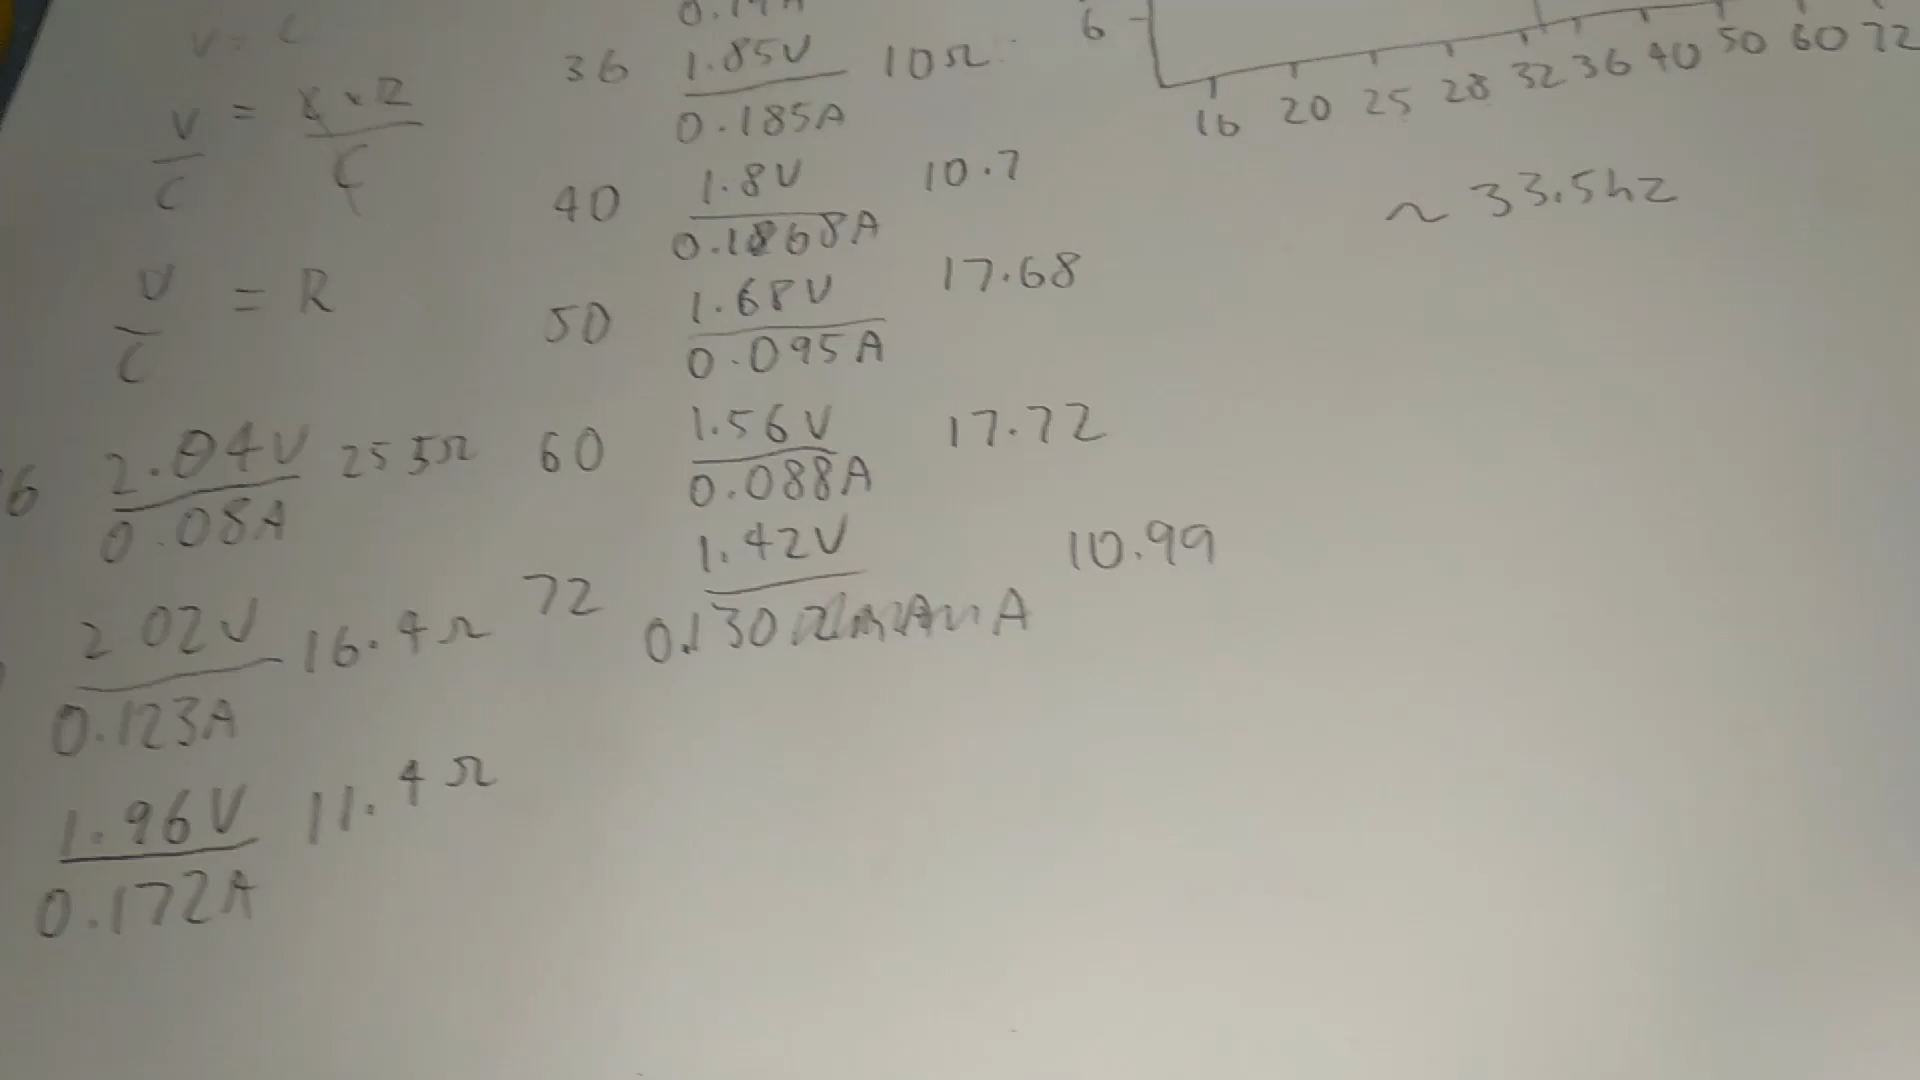 V = C
V = C × R
C C
V = R
C
6 2.04V 255Ω
0.08A
2 02V 16.4Ω
0.123A
1.96V 11.4Ω
0.172A
36 1.85V 10Ω
0.185A
40 1.8V 10.7
0.1868A
50 1.68V 17.68
0.095A
60 1.56V 17.72
0.088A
72 1.42V 10.99
0.130 A
6
16 20 25 28 32 36 40 50 60 72
~ 33.5hz